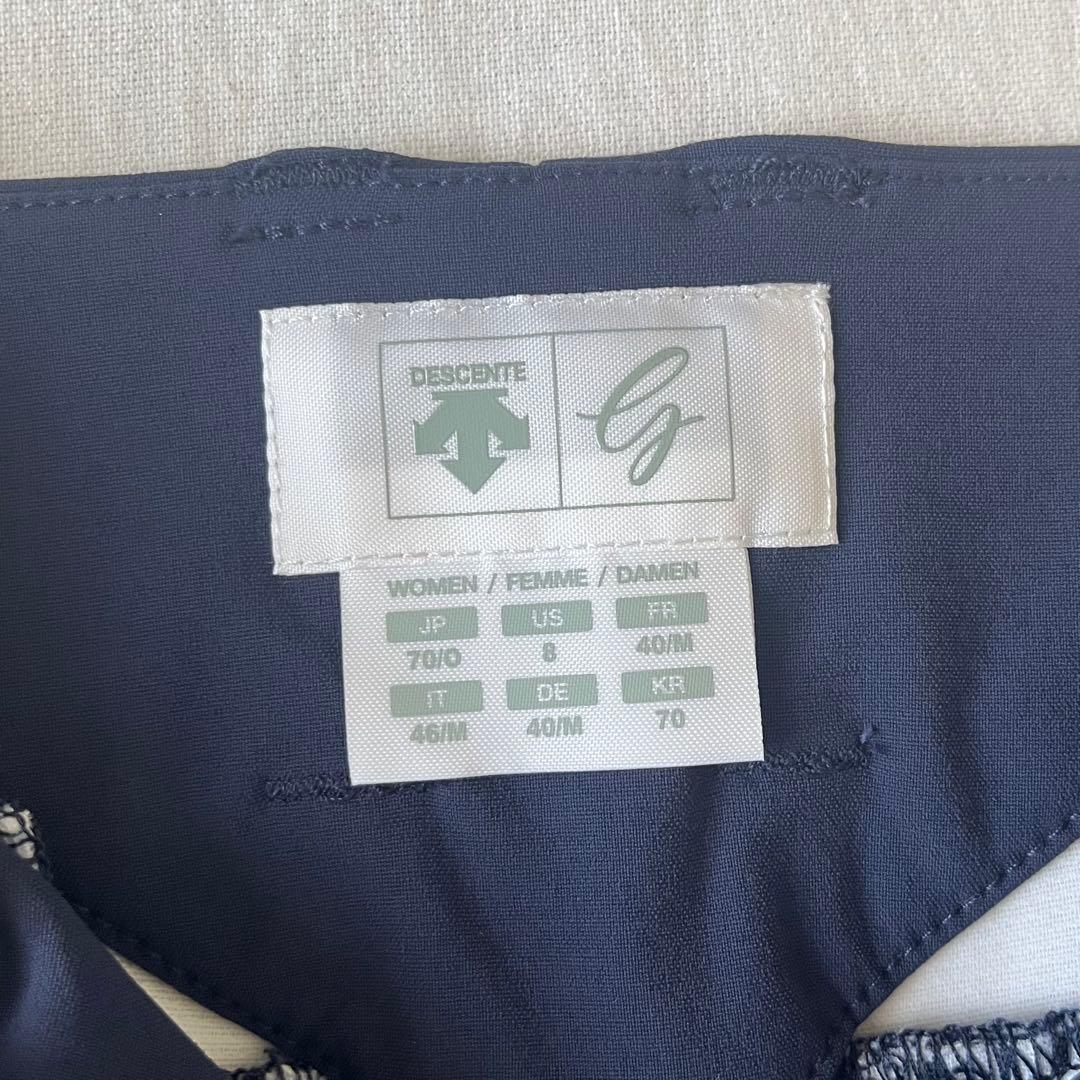 DESCENTE
G
WOMEN / FEMME / DAMEN
JP US FR
70/O 8 40/M
IT DE KR
46/M 40/M 70